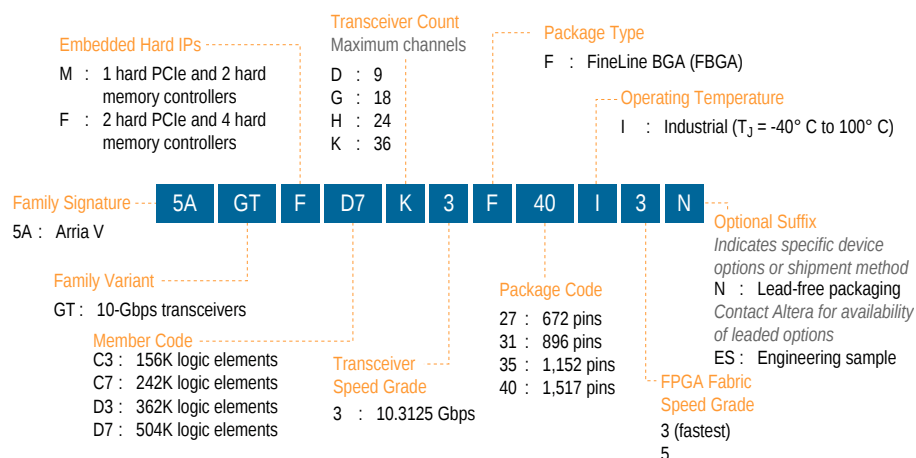 Transceiver Count
Maximum channels
D : 9
G : 18
H : 24
K : 36
Embedded Hard IPs
M : 1 hard PCIe and 2 hard
memory controllers
F : 2 hard PCIe and 4 hard
memory controllers
Package Type
F : FineLine BGA (FBGA)
Operating Temperature
I : Industrial (TJ = -40° C to 100° C)
Family Signature
5A : Arria V
5A GT F D7 K 3 F 40 I 3 N
Optional Suffix
Indicates specific device
options or shipment method
N : Lead-free packaging
Contact Altera for availability
of leaded options
ES : Engineering sample
Family Variant
GT : 10-Gbps transceivers
Member Code
C3 : 156K logic elements
C7 : 242K logic elements
D3 : 362K logic elements
D7 : 504K logic elements
Transceiver
Speed Grade
3 : 10.3125 Gbps
Package Code
27 : 672 pins
31 : 896 pins
35 : 1,152 pins
40 : 1,517 pins
FPGA Fabric
Speed Grade
3 (fastest)
5